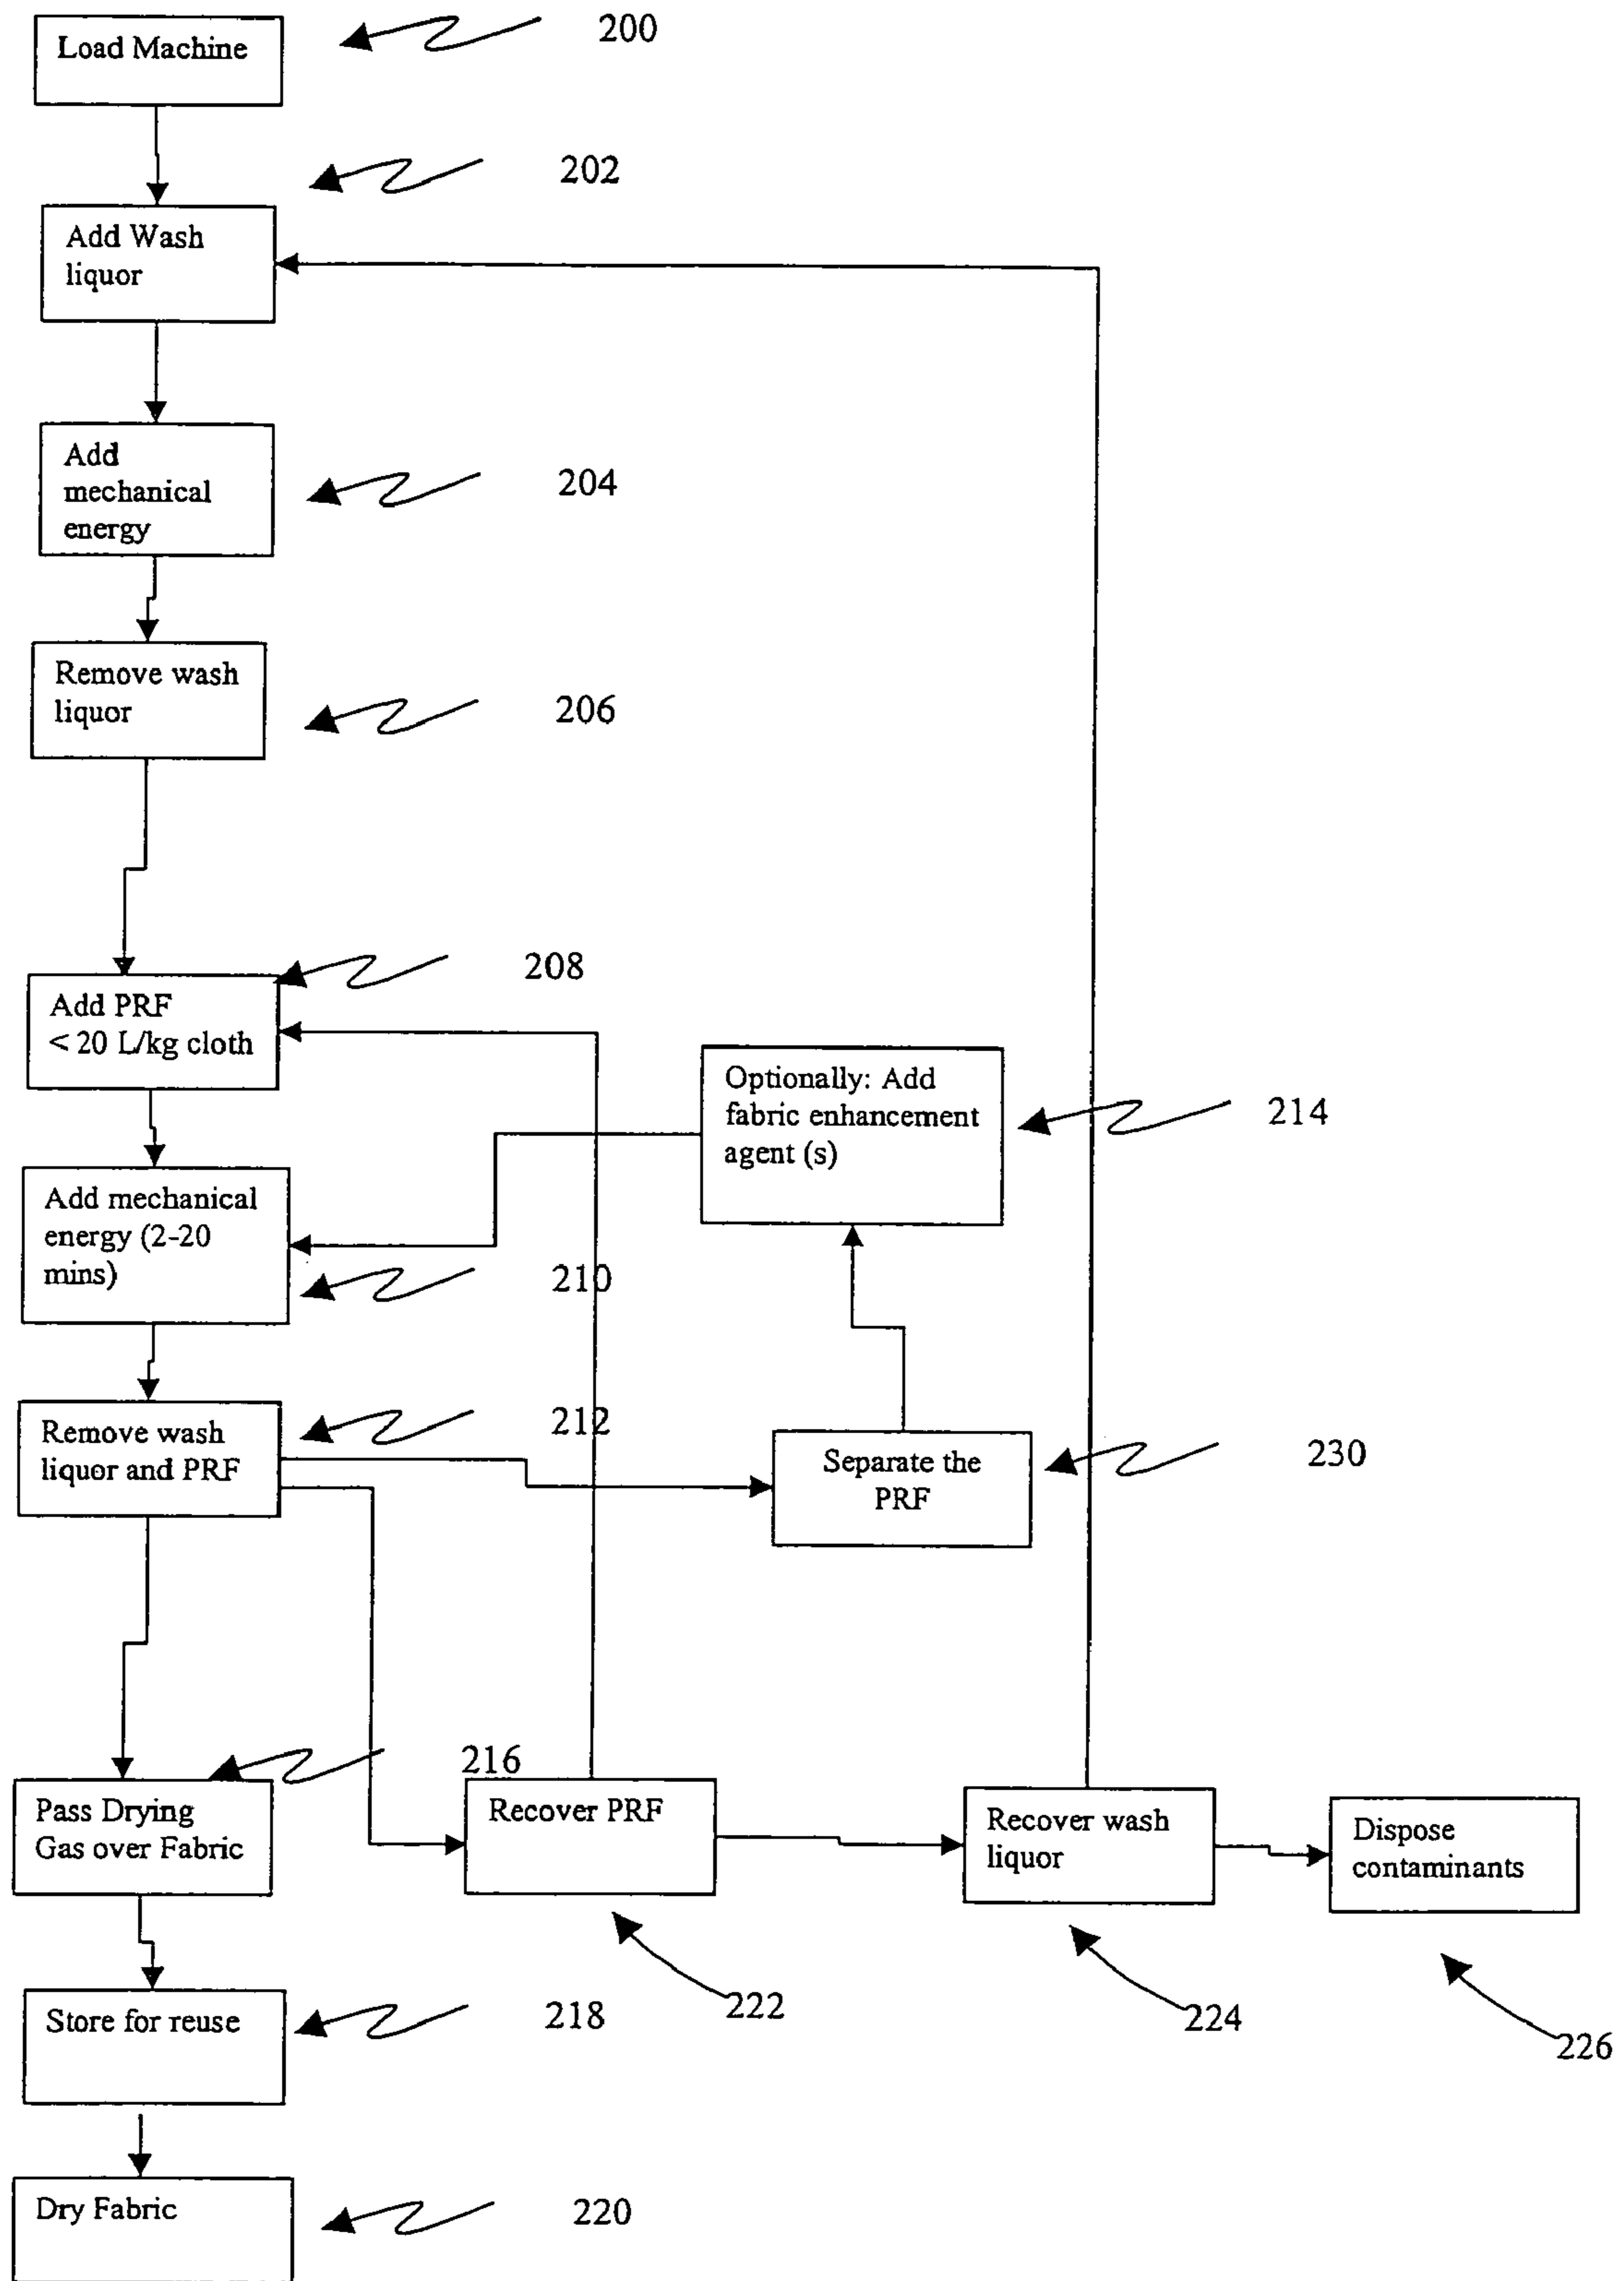 Load Machine
200
202
Add Wash
liquor
Add
mechanical
energy
204
Remove wash
liquor
206
208
Add PRF
< 20 L/kg cloth
Optionally: Add
fabric enhancement
agent (s)
214
Add mechanical
energy (2-20
mins)
210
Remove wash
liquor and PRF
212
Separate the
PRF
230
216
Pass Drying
Gas over Fabric
Recover PRF
Recover wash
liquor
Dispose
contaminants
222
224
226
Store for reuse
218
Dry Fabric
220